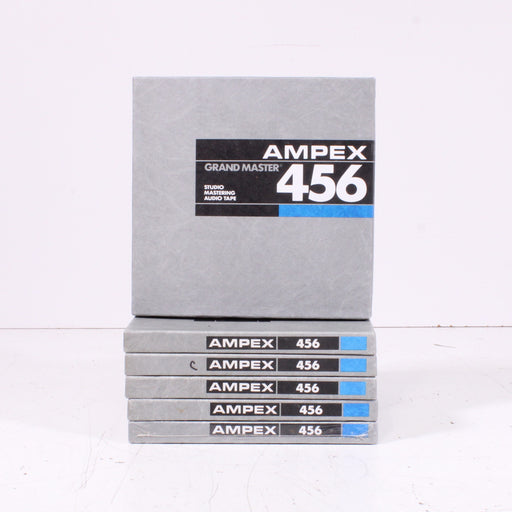 AMPEX
GRAND MASTER® 456
STUDIO
MASTERING
AUDIO TAPE
AMPEX 456
AMPEX 456
AMPEX 456
AMPEX 456
AMPEX 456